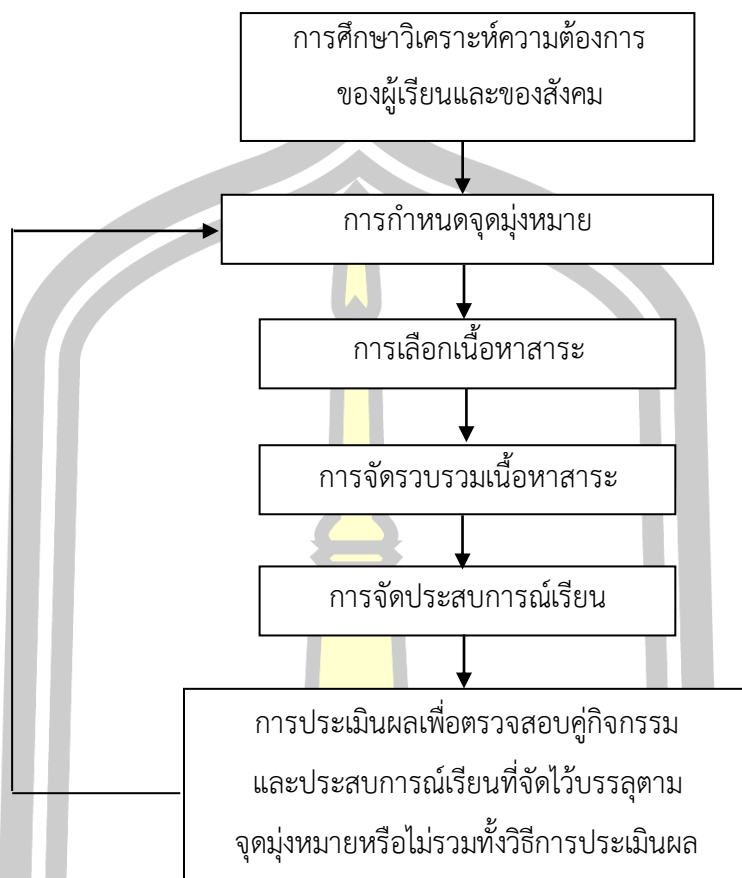 การศึกษาวิเคราะห์ความต้องการ
ของผู้เรียนและของสังคม
การกำหนดจุดมุ่งหมาย
การเลือกเนื้อหาสาระ
การจัดรวบรวมเนื้อหาสาระ
การจัดประสบการณ์เรียน
การประเมินผลเพื่อตรวจสอบคู่กิจกรรม
และประสบการณ์เรียนที่จัดไว้บรรลุตาม
จุดมุ่งหมายหรือไม่รวมทั้งวิธีการประเมินผล